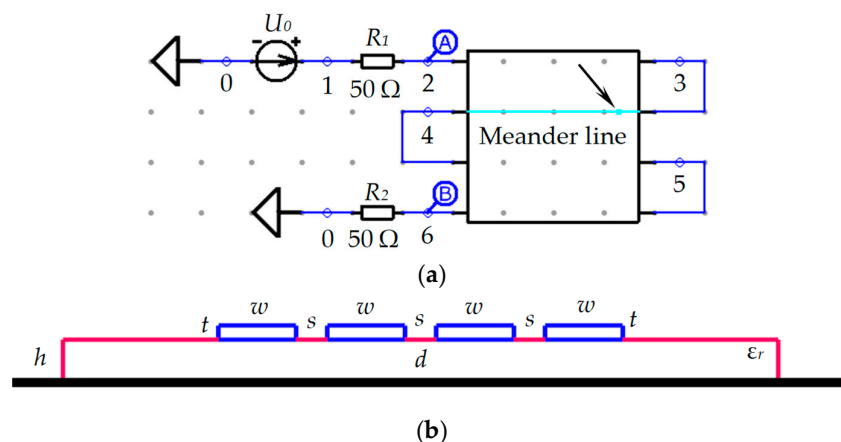 U₀
- +
R₁
A
0 1 50 Ω 2 3
4 Meander line
5
R₂
B
0 50 Ω 6
(a)
w w w w
t s s s t
h d εᵣ
(b)